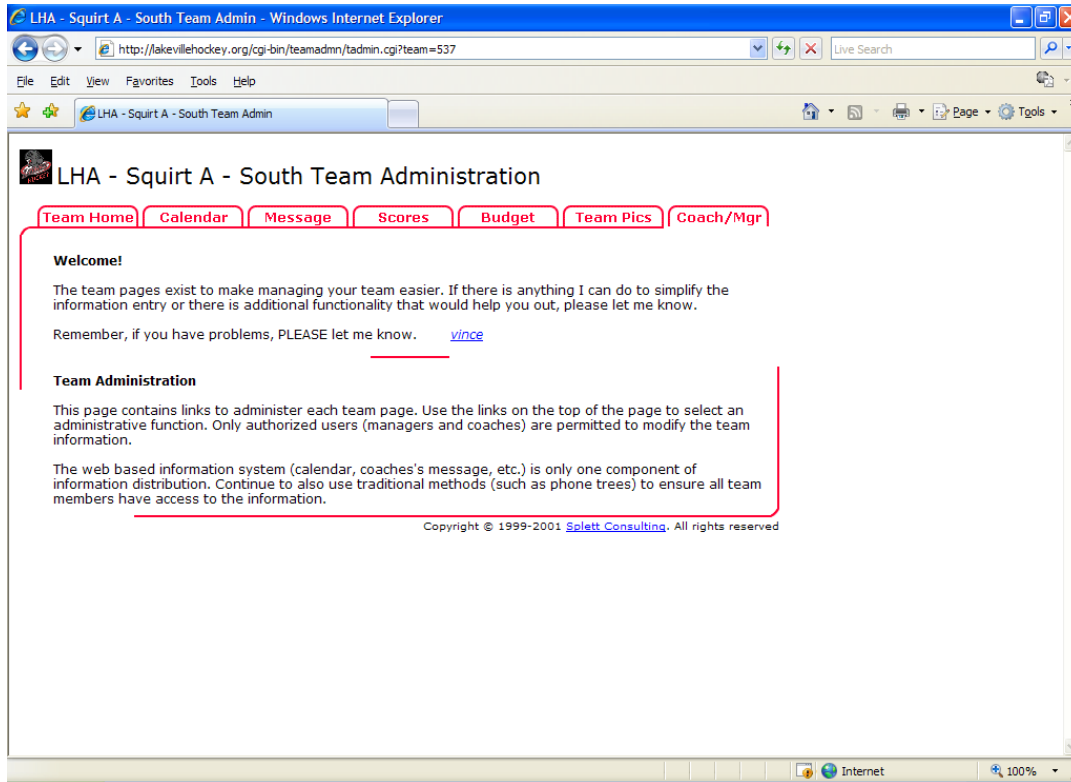 LHA - Squirt A - South Team Admin - Windows Internet Explorer
http://lakevillehockey.org/cgi-bin/teamadmn/tadmin.cgi?team=537
Live Search
File Edit View Favorites Tools Help
LHA - Squirt A - South Team Admin
Page Tools
LHA - Squirt A - South Team Administration
Team Home Calendar Message Scores Budget Team Pics Coach/Mgr
Welcome!
The team pages exist to make managing your team easier. If there is anything I can do to simplify the
information entry or there is additional functionality that would help you out, please let me know.
Remember, if you have problems, PLEASE let me know. vince
Team Administration
This page contains links to administer each team page. Use the links on the top of the page to select an
administrative function. Only authorized users (managers and coaches) are permitted to modify the team
information.
The web based information system (calendar, coaches's message, etc.) is only one component of
information distribution. Continue to also use traditional methods (such as phone trees) to ensure all team
members have access to the information.
Copyright © 1999-2001 Splett Consulting. All rights reserved
Internet 100%